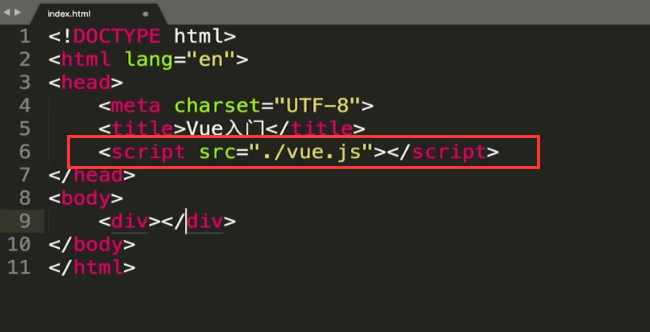 index.html
1 <!DOCTYPE html>
2 <html lang="en">
3 <head>
4     <meta charset="UTF-8">
5     <title>Vue入门</title>
6     <script src="./vue.js"></script>
7 </head>
8 <body>
9     <div></div>
10 </body>
11 </html>